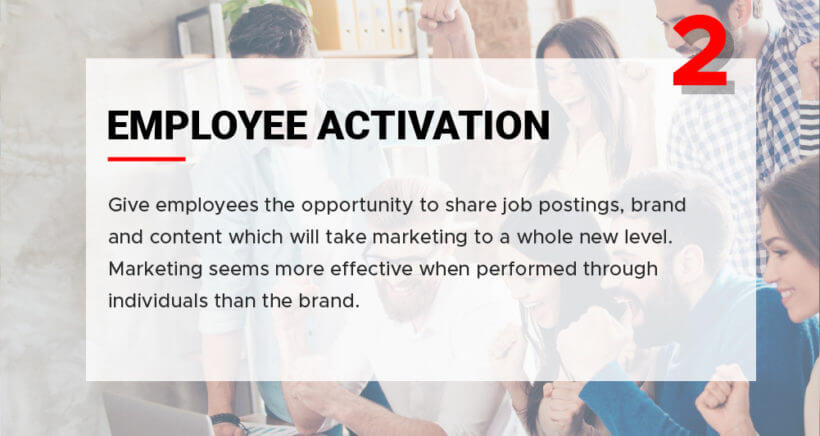 2
EMPLOYEE ACTIVATION
Give employees the opportunity to share job postings, brand
and content which will take marketing to a whole new level.
Marketing seems more effective when performed through
individuals than the brand.